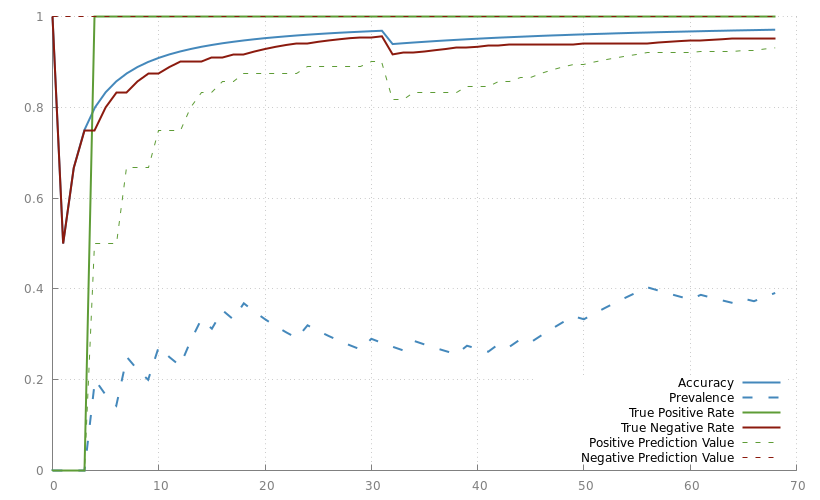 1
0.8
0.6
0.4
0.2
0
Accuracy
Prevalence
True Positive Rate
True Negative Rate
Positive Prediction Value
Negative Prediction Value
0 10 20 30 40 50 60 70